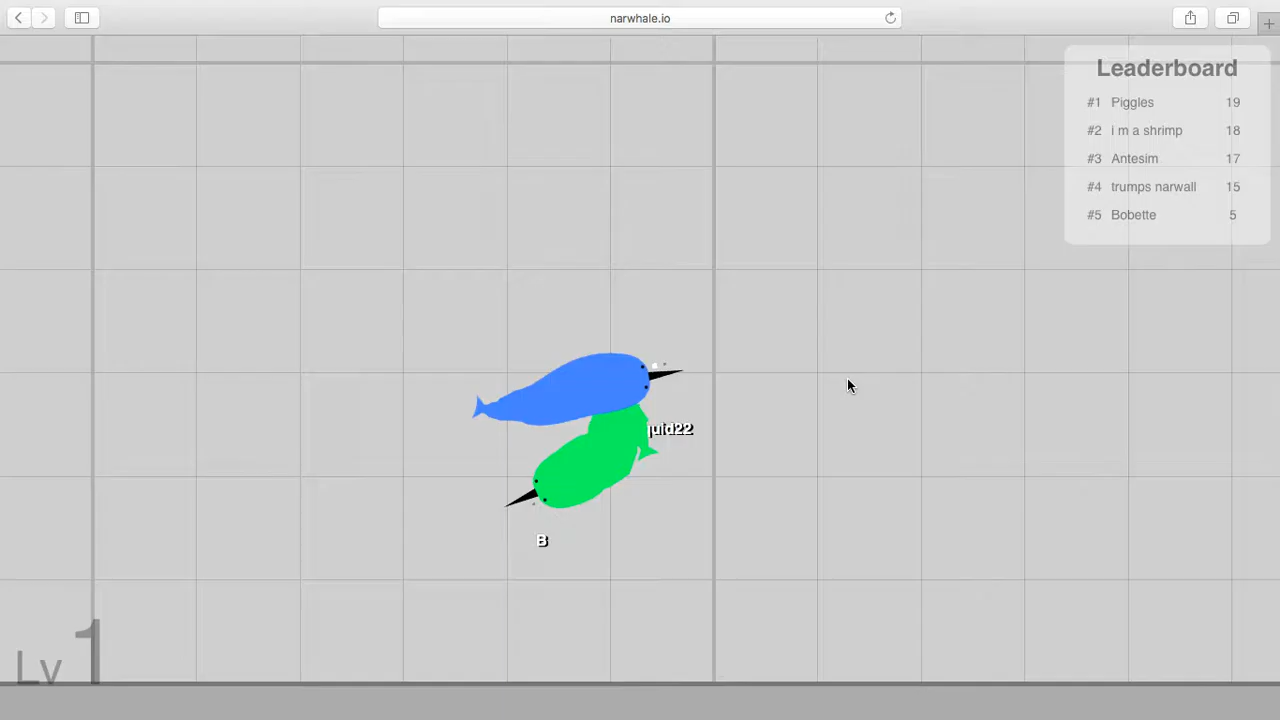 narwhale.io
Leaderboard
#1 Piggles 19
#2 i m a shrimp 18
#3 Antesim 17
#4 trumps narwall 15
#5 Bobette 5
B
Lv 1